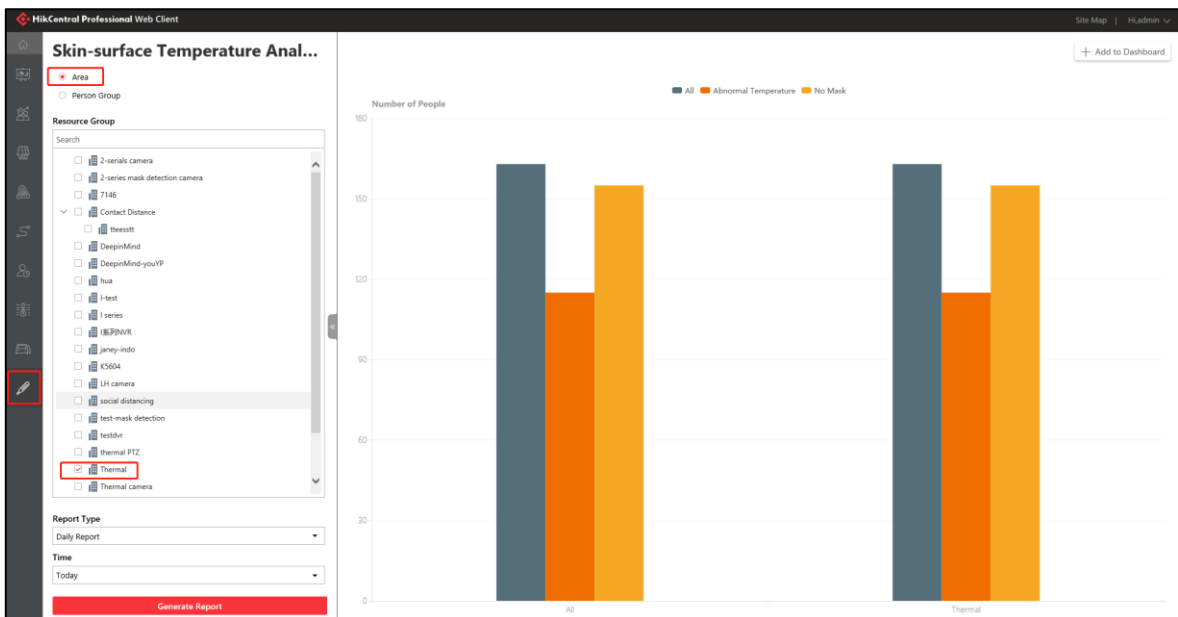 HikCentral Professional Web Client
Site Map | Hi,admin
Skin-surface Temperature Anal...
+ Add to Dashboard
Area
Person Group
Resource Group
Search
2-serials camera
2-series mask detection camera
7146
Contact Distance
tteesstt
DeepinMind
DeepinMind-youYP
hua
I-test
I series
I系列NVR
janey-indo
K5604
LH camera
social distancing
test-mask detection
testdvr
thermal PTZ
Thermal
Thermal camera
Report Type
Daily Report
Time
Today
Generate Report
All Abnormal Temperature No Mask
Number of People
180
150
120
90
60
30
0
All Thermal